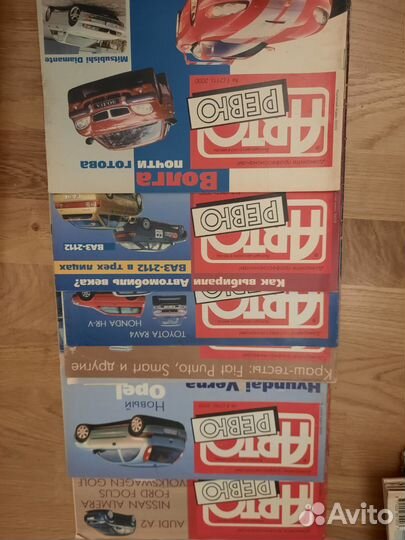 Mitsubishi Diamante
АВТО
РЕВЮ
Волга
почти готова
АВТО
РЕВЮ
ВАЗ-2112
ВАЗ-2112 в трех лицах
Как выбирали Автомобиль века?
АВТО
РЕВЮ
TOYOTA RAV4
HONDA HR-V
Краш-тесты: Fiat Punto, Smart и другие
Hyundai Verna
АВТО
РЕВЮ
Новый
Opel
АВТО
РЕВЮ
AUDI A2
NISSAN ALMERA
FORD FOCUS
VOLKSWAGEN GOLF
Avito